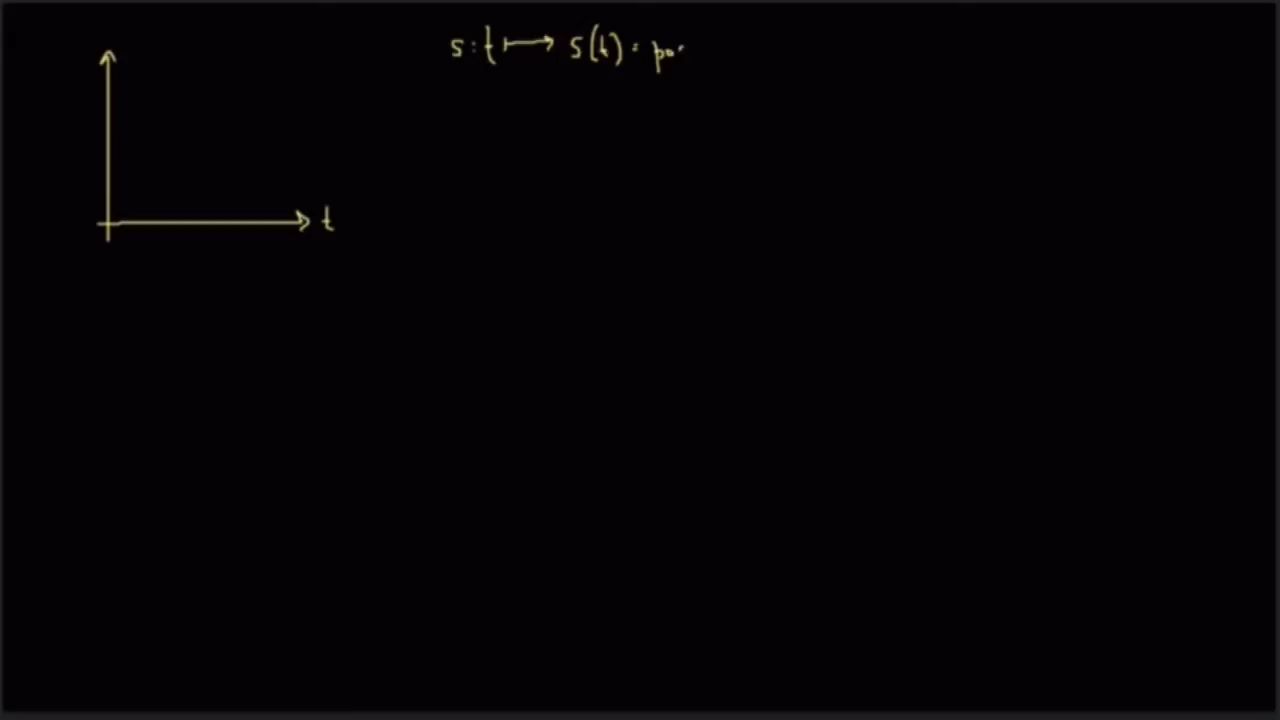 s : t ⟼ s(t) = po
t